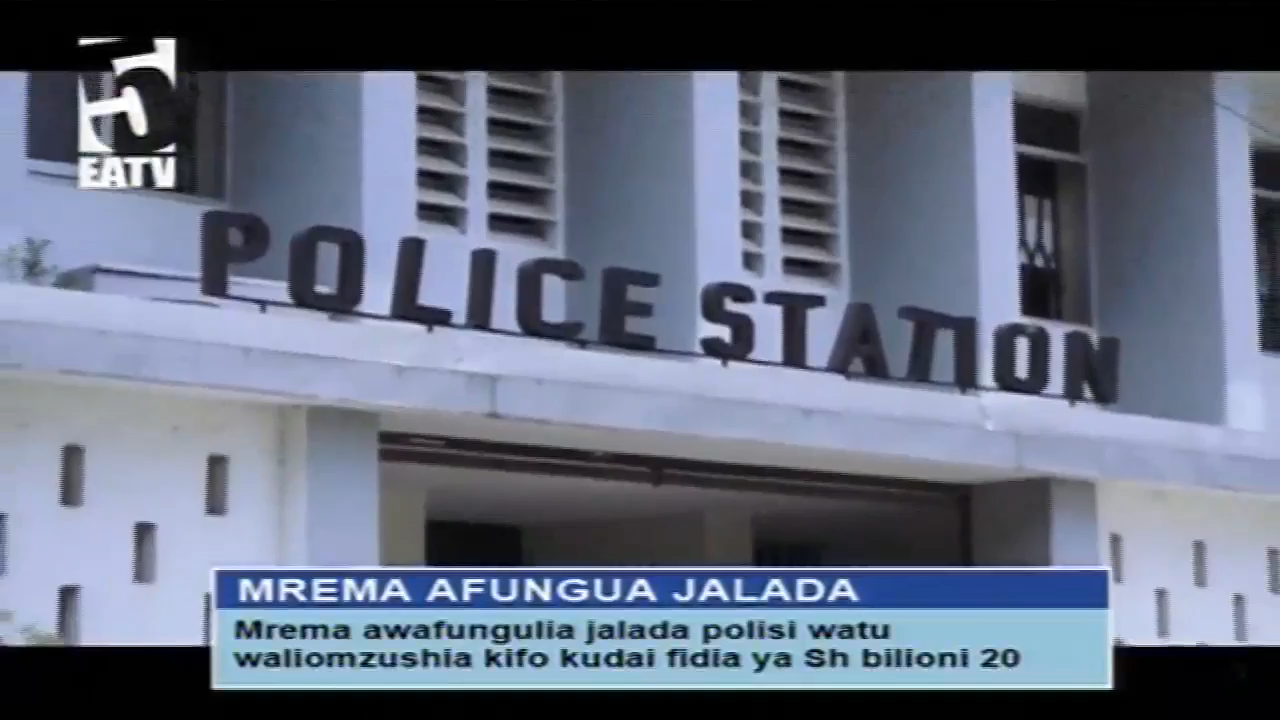 5
EATV
POLICE STATION
MREMA AFUNGUA JALADA
Mrema awafungulia jalada polisi watu
waliomzushia kifo kudai fidia ya Sh bilioni 20